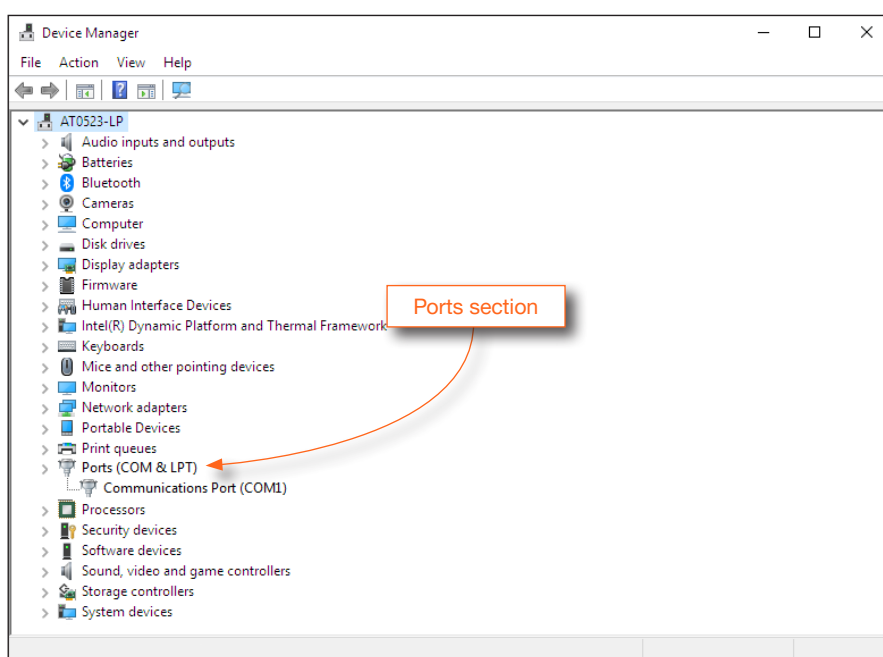 Device Manager
File Action View Help
AT0523-LP
Audio inputs and outputs
Batteries
Bluetooth
Cameras
Computer
Disk drives
Display adapters
Firmware
Human Interface Devices
Ports section
Intel(R) Dynamic Platform and Thermal Framework
Keyboards
Mice and other pointing devices
Monitors
Network adapters
Portable Devices
Print queues
Ports (COM & LPT)
Communications Port (COM1)
Processors
Security devices
Software devices
Sound, video and game controllers
Storage controllers
System devices